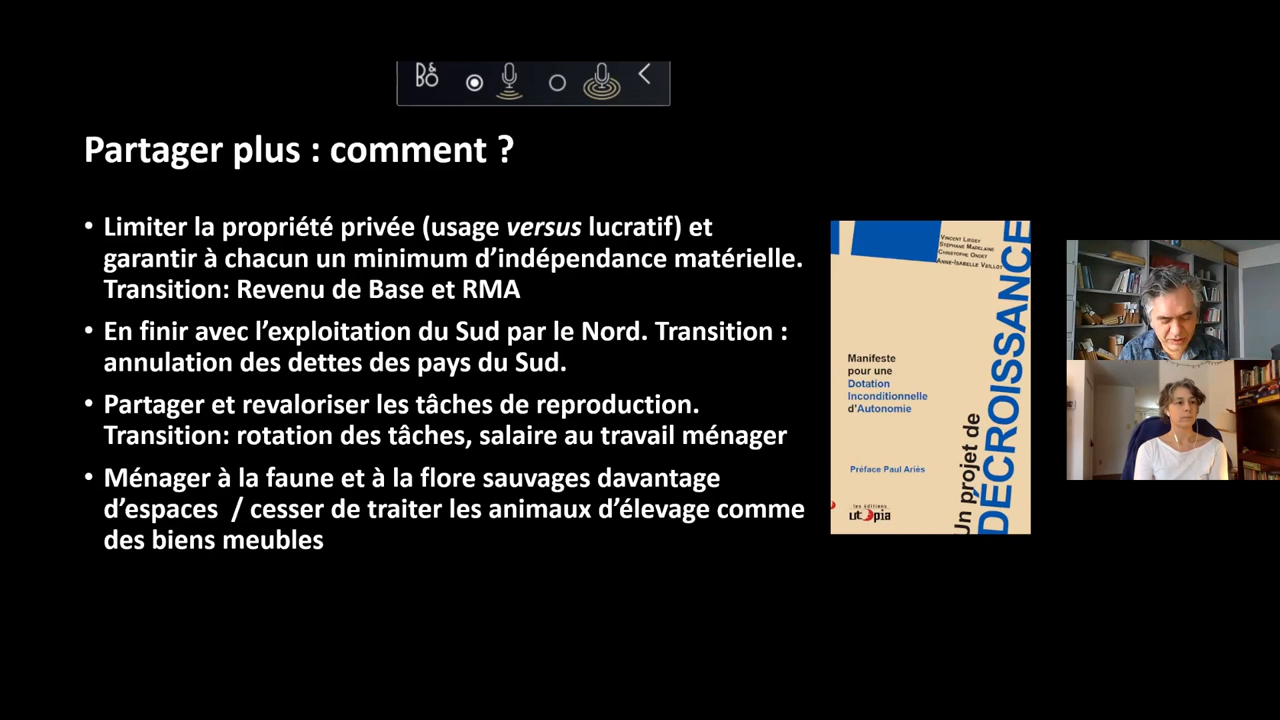 B&O
Partager plus : comment ?
• Limiter la propriété privée (usage versus lucratif) et
garantir à chacun un minimum d’indépendance matérielle.
Transition: Revenu de Base et RMA
• En finir avec l’exploitation du Sud par le Nord. Transition :
annulation des dettes des pays du Sud.
• Partager et revaloriser les tâches de reproduction.
Transition: rotation des tâches, salaire au travail ménager
• Ménager à la faune et à la flore sauvages davantage
d’espaces / cesser de traiter les animaux d’élevage comme
des biens meubles
Vincent Liegey
Stéphane Madelaine
Christophe Ondet
Anne-Isabelle Veillot
Un projet de
DÉCROISSANCE
Manifeste
pour une
Dotation
Inconditionnelle
d'Autonomie
Préface Paul Ariès
les éditions
utopia